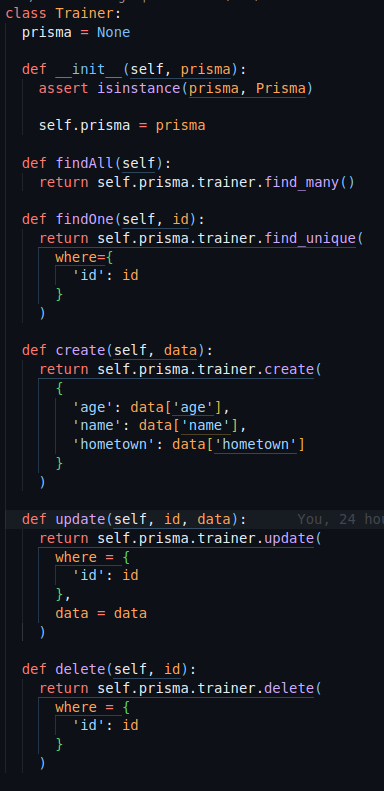 class Trainer:
  prisma = None

  def __init__(self, prisma):
    assert isinstance(prisma, Prisma)

    self.prisma = prisma

  def findAll(self):
    return self.prisma.trainer.find_many()

  def findOne(self, id):
    return self.prisma.trainer.find_unique(
      where={
        'id': id
      }
    )

  def create(self, data):
    return self.prisma.trainer.create(
      {
        'age': data['age'],
        'name': data['name'],
        'hometown': data['hometown']
      }
    )

  def update(self, id, data):      You, 24
    return self.prisma.trainer.update(
      where = {
        'id': id
      },
      data = data
    )

  def delete(self, id):
    return self.prisma.trainer.delete(
      where = {
        'id': id
      }
    )